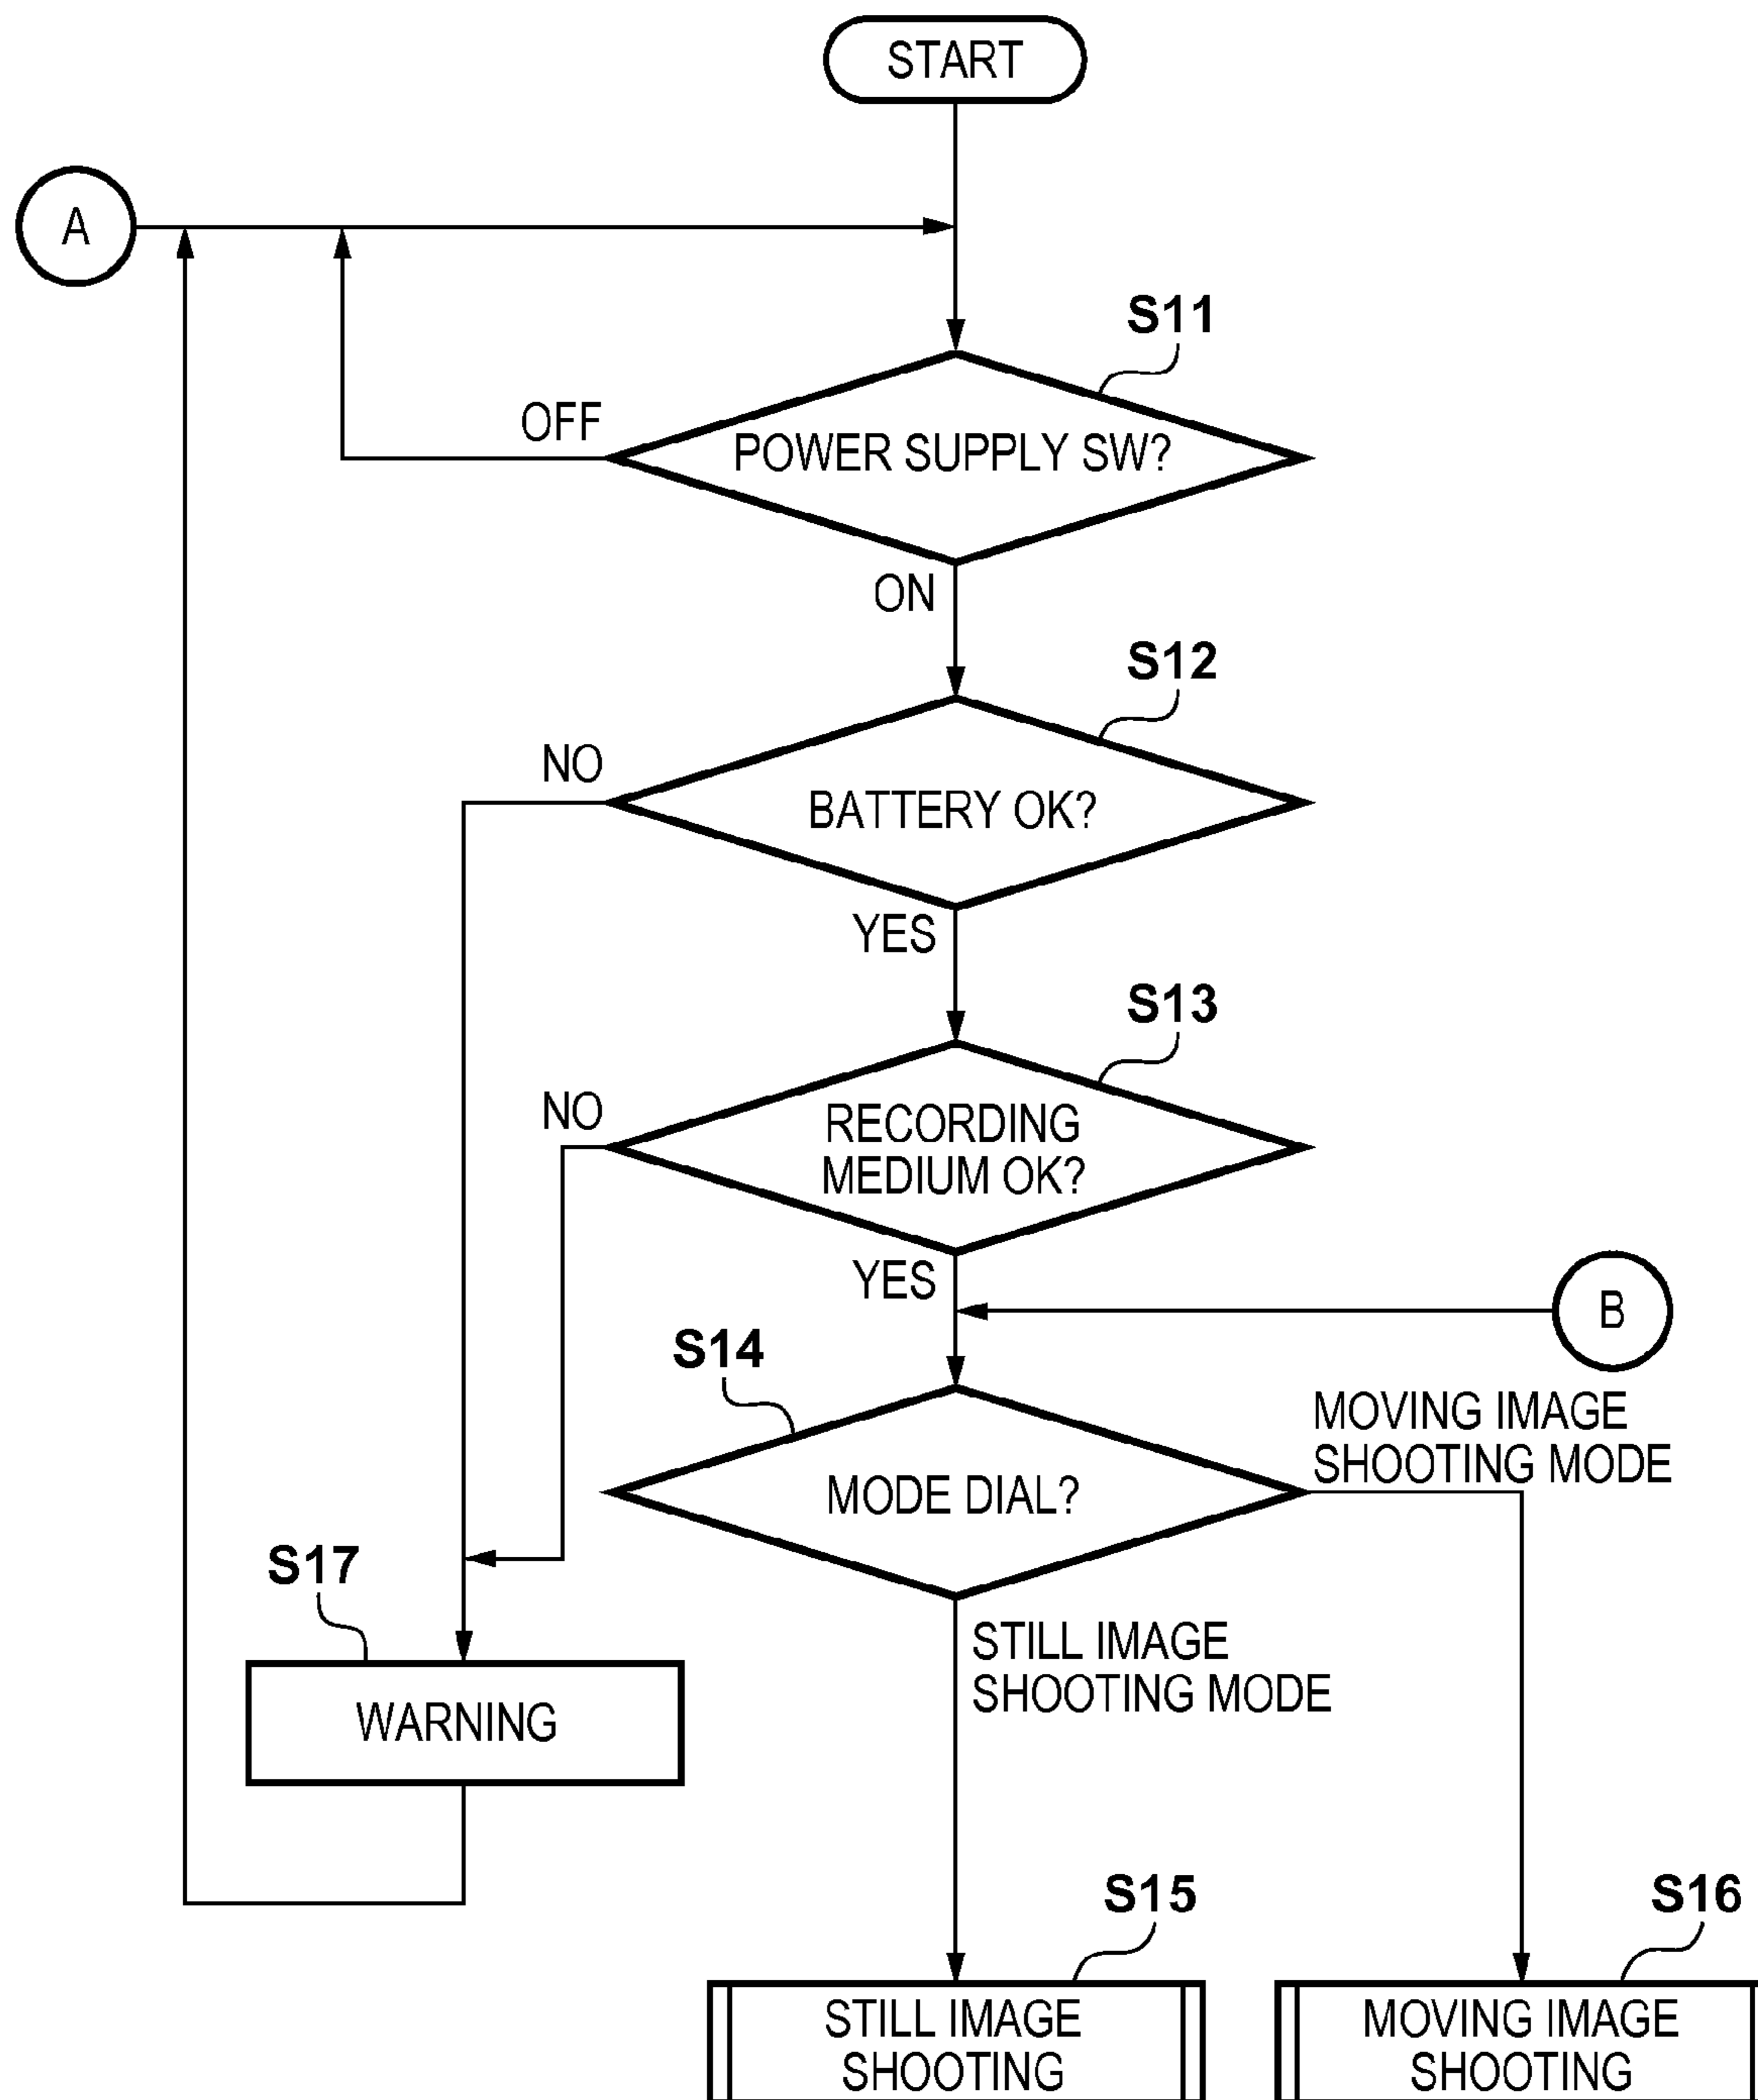 START
A
S11
OFF
POWER SUPPLY SW?
ON
S12
NO
BATTERY OK?
YES
S13
NO
RECORDING
MEDIUM OK?
YES
B
S14
MOVING IMAGE
SHOOTING MODE
MODE DIAL?
S17
STILL IMAGE
SHOOTING MODE
WARNING
S15
S16
STILL IMAGE
SHOOTING
MOVING IMAGE
SHOOTING